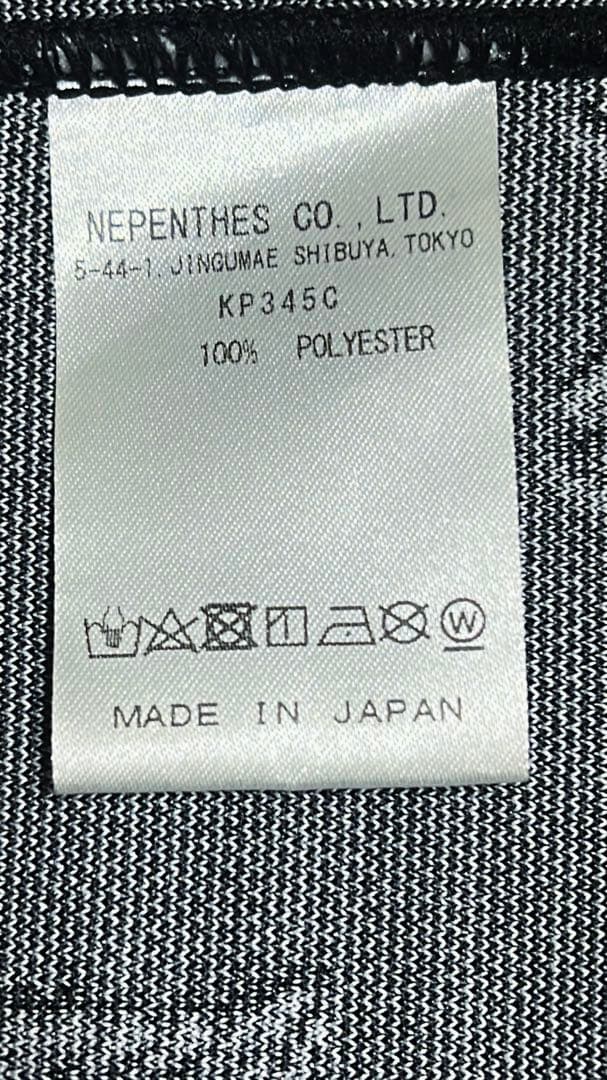 NEPENTHES CO., LTD.
5-44-1, JINGUMAE SHIBUYA, TOKYO
KP345C
100% POLYESTER
W
MADE IN JAPAN